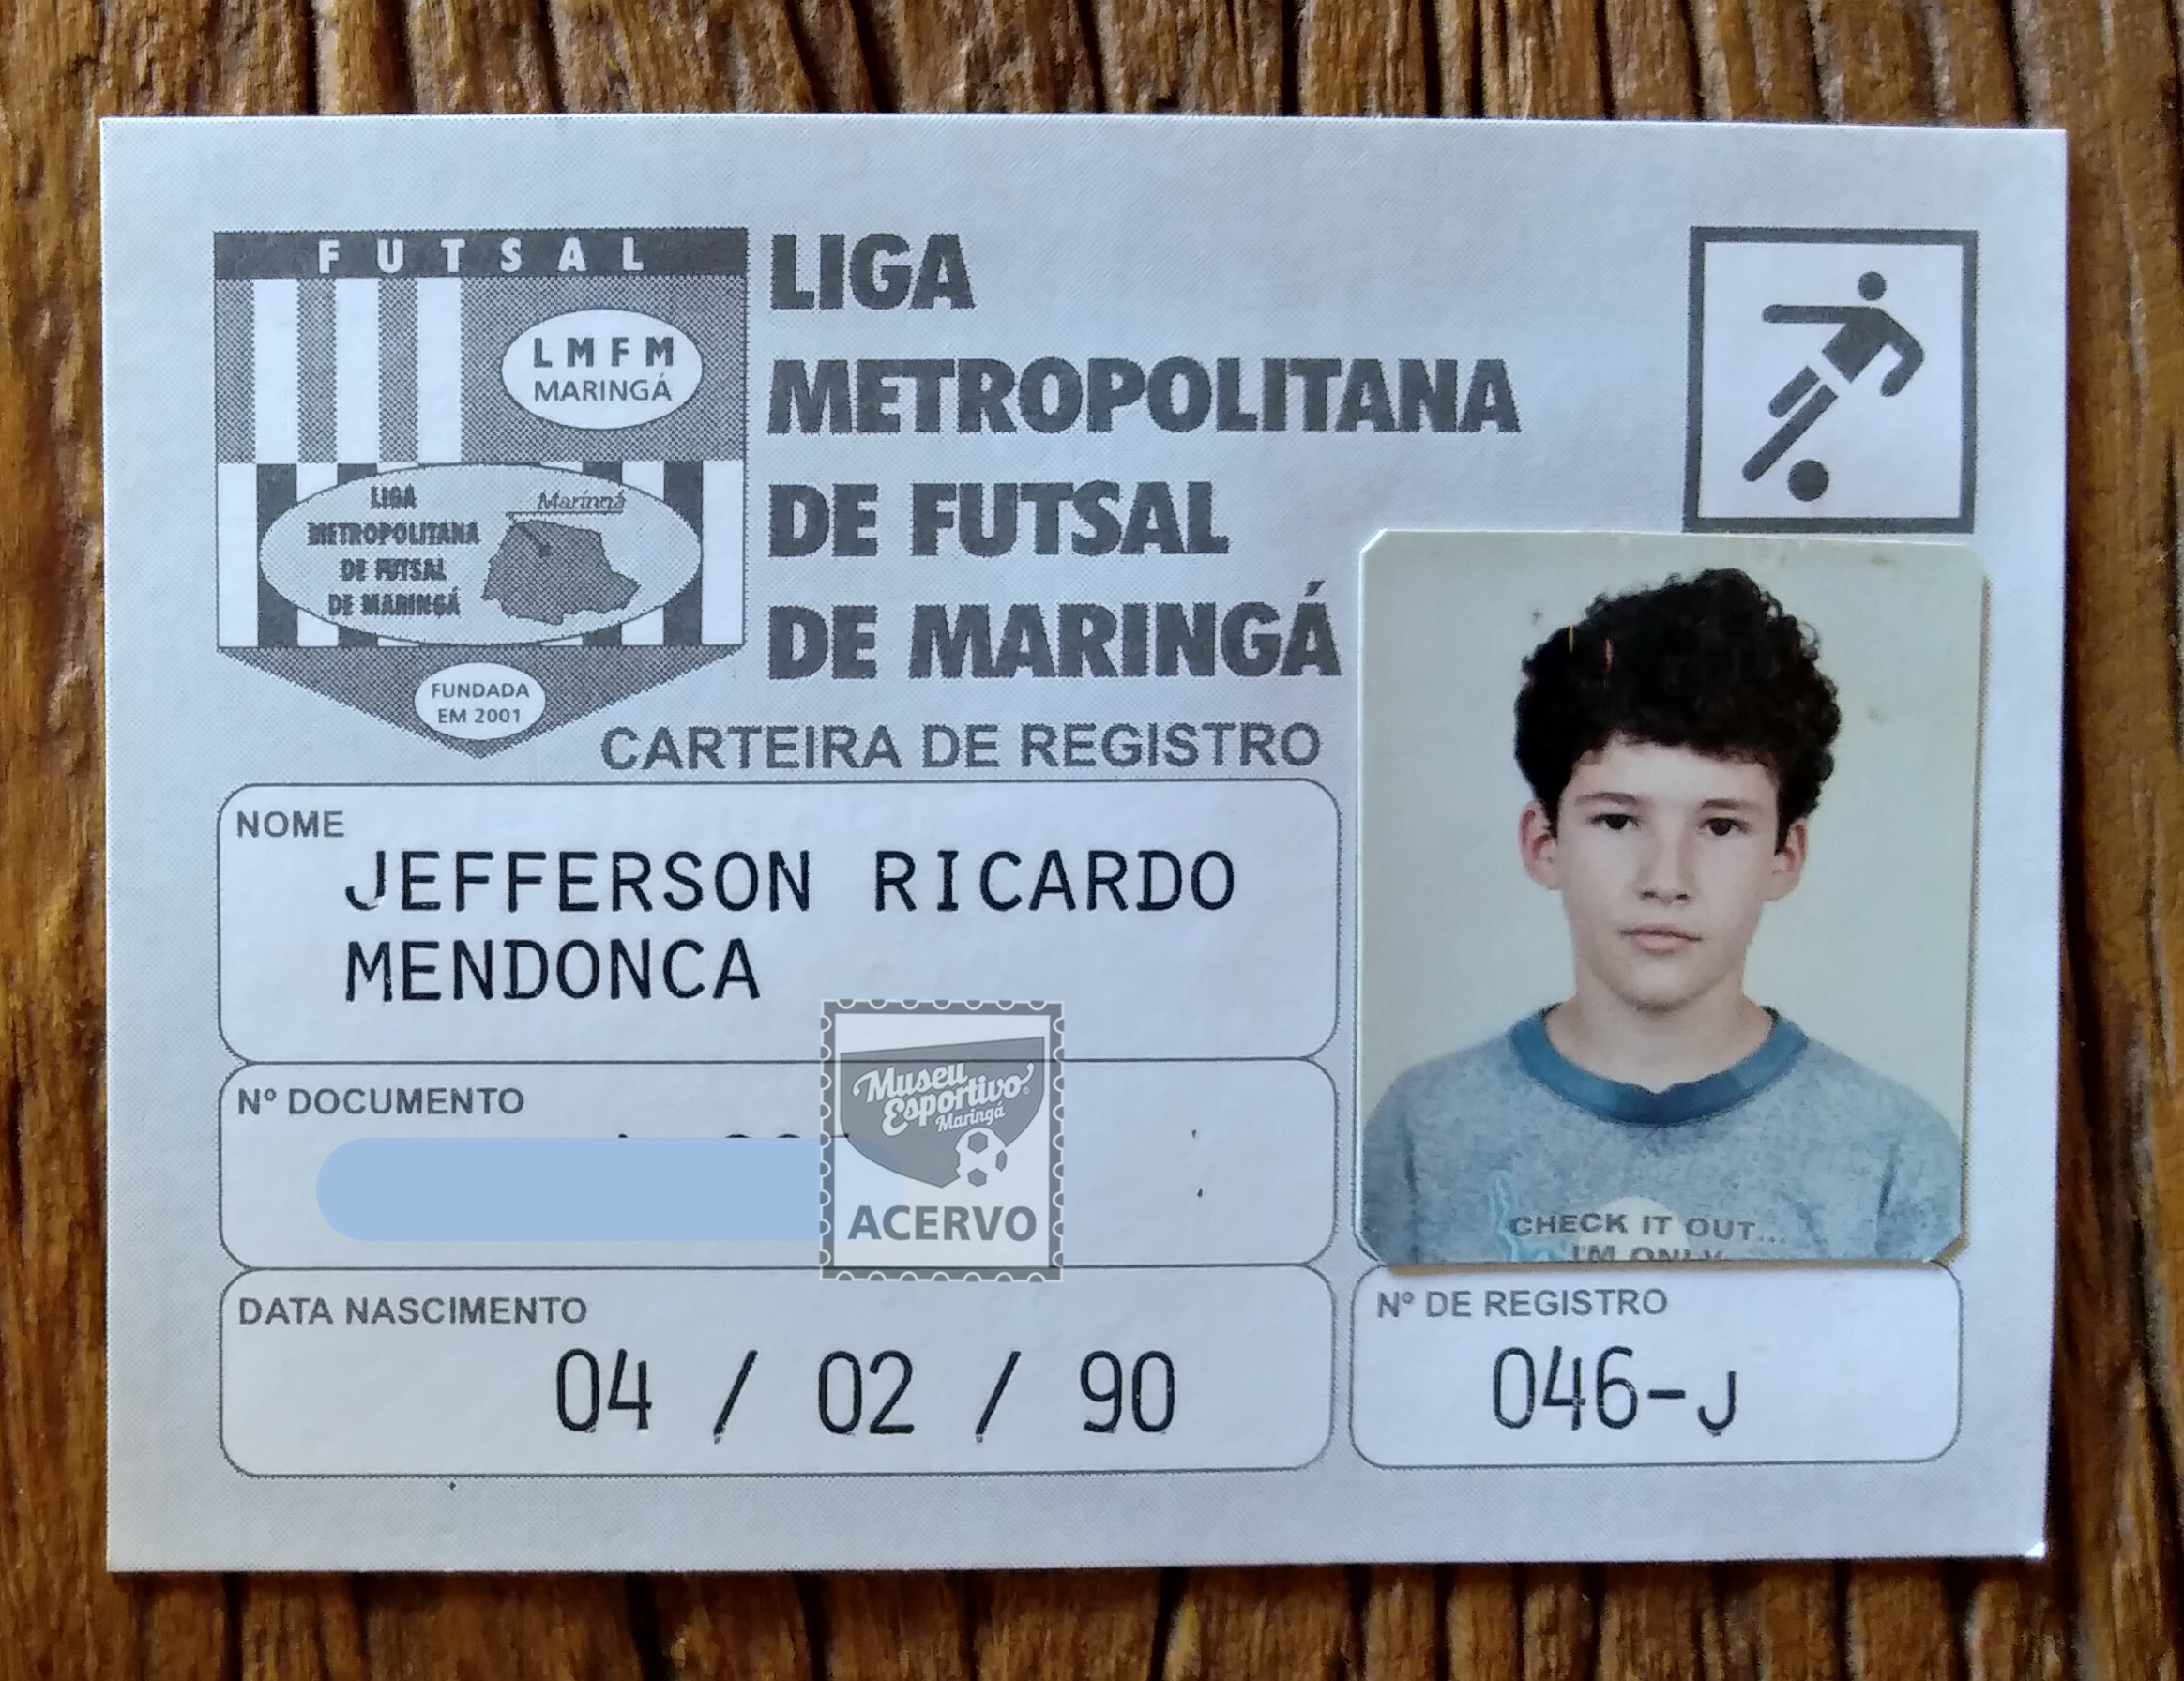 FUTSAL
LMFM
MARINGÁ
LIGA
METROPOLITANA
DE FUTSAL
DE MARINGÁ
Maringá
FUNDADA
EM 2001
LIGA
METROPOLITANA
DE FUTSAL
DE MARINGÁ
CARTEIRA DE REGISTRO
NOME
JEFFERSON RICARDO
MENDONCA
Nº DOCUMENTO
Museu
Esportivo
Maringá
ACERVO
DATA NASCIMENTO
04 / 02 / 90
CHECK IT OUT...
I'M ONLY
Nº DE REGISTRO
046-J